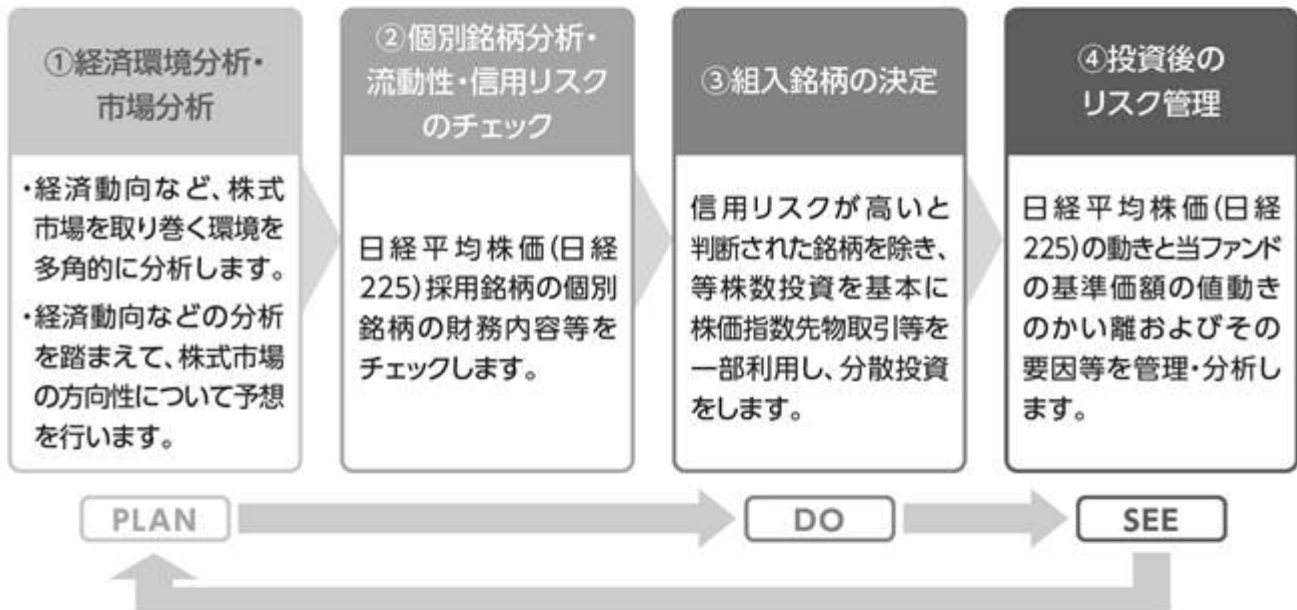 ①経済環境分析・
市場分析
・経済動向など、株式
市場を取り巻く環境を
多角的に分析します。
・経済動向などの分析
を踏まえて、株式市場
の方向性について予想
を行います。
②個別銘柄分析・
流動性・信用リスク
のチェック
日経平均株価(日経
225)採用銘柄の個別
銘柄の財務内容等を
チェックします。
③組入銘柄の決定
信用リスクが高いと
判断された銘柄を除き、
等株数投資を基本に
株価指数先物取引等を
一部利用し、分散投資
をします。
④投資後の
リスク管理
日経平均株価(日経
225)の動きと当ファンド
の基準価額の値動き
のかい離およびその
要因等を管理・分析し
ます。
PLAN
DO
SEE